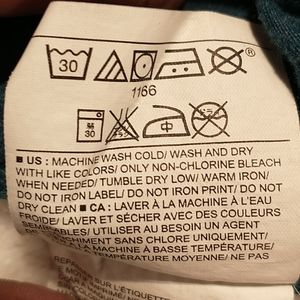 30
®
1166
30
■ US : MACHINE WASH COLD/ WASH AND DRY
WITH LIKE COLORS/ ONLY NON-CHLORINE BLEACH
WHEN NEEDED/ TUMBLE DRY LOW/ WARM IRON/
DO NOT IRON LABEL/ DO NOT IRON PRINT/ DO NOT
DRY CLEAN ■ CA : LAVER À LA MACHINE À L'EAU
FROIDE/ LAVER ET SÉCHER AVEC DES COULEURS
SEMBLABLES/ UTILISER AU BESOIN UN AGENT
DE BLANCHIMENT SANS CHLORE UNIQUEMENT/
LA MACHINE À BASSE TEMPÉRATURE/
TEMPÉRATURE MOYENNE/ NE PAS
L'ÉTIQUETTE